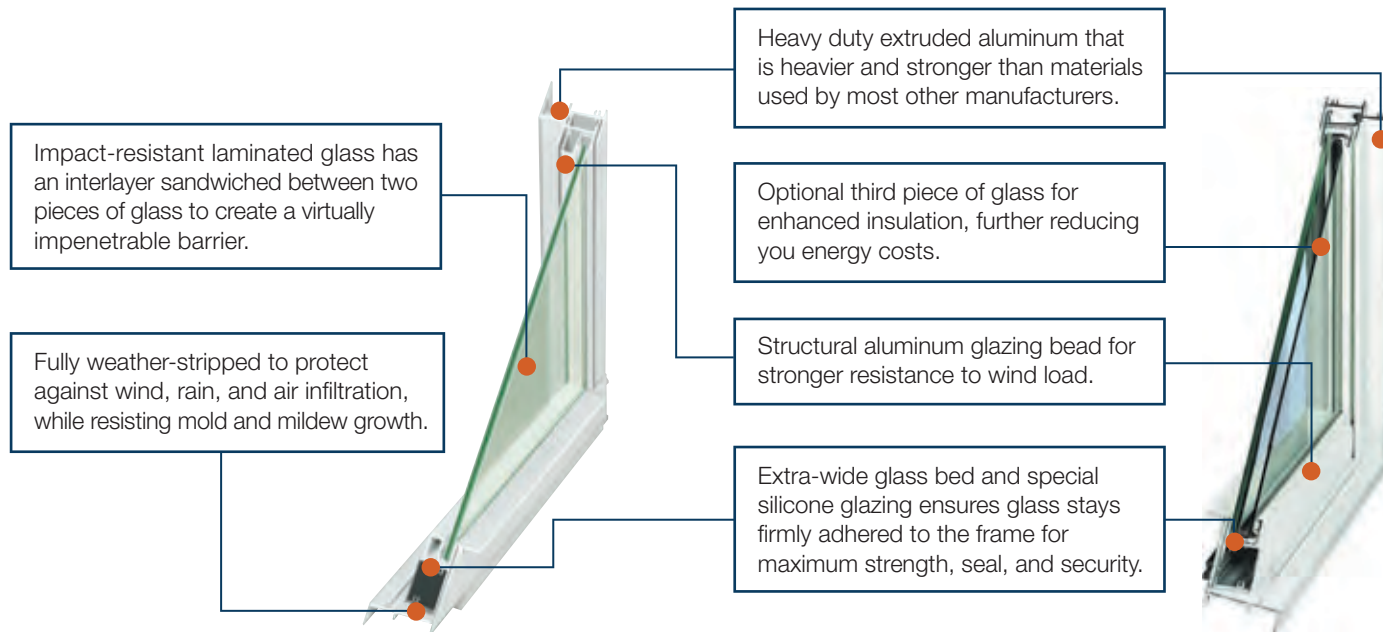 Impact-resistant laminated glass has
an interlayer sandwiched between two
pieces of glass to create a virtually
impenetrable barrier.
Fully weather-stripped to protect
against wind, rain, and air infiltration,
while resisting mold and mildew growth.
Heavy duty extruded aluminum that
is heavier and stronger than materials
used by most other manufacturers.
Optional third piece of glass for
enhanced insulation, further reducing
you energy costs.
Structural aluminum glazing bead for
stronger resistance to wind load.
Extra-wide glass bed and special
silicone glazing ensures glass stays
firmly adhered to the frame for
maximum strength, seal, and security.